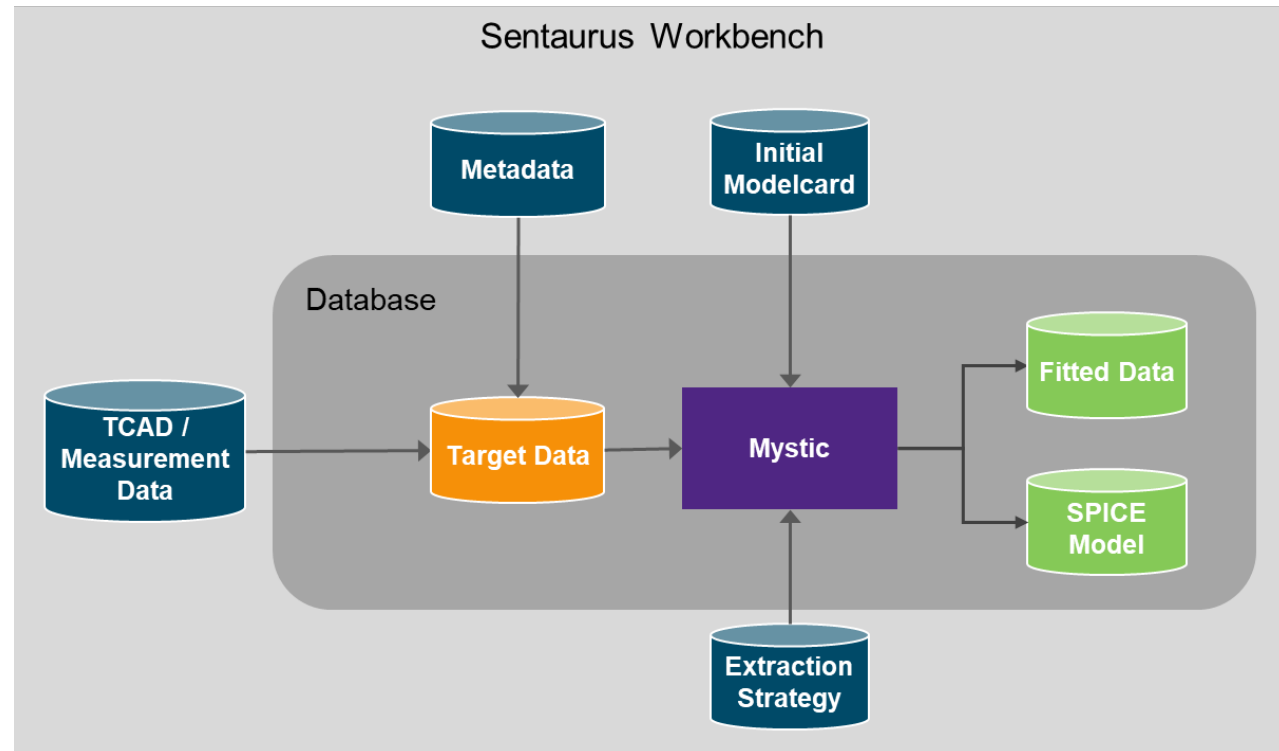 Sentaurus Workbench
Metadata
Initial
Modelcard
Database
TCAD /
Measurement
Data
Target Data
Mystic
Fitted Data
SPICE
Model
Extraction
Strategy